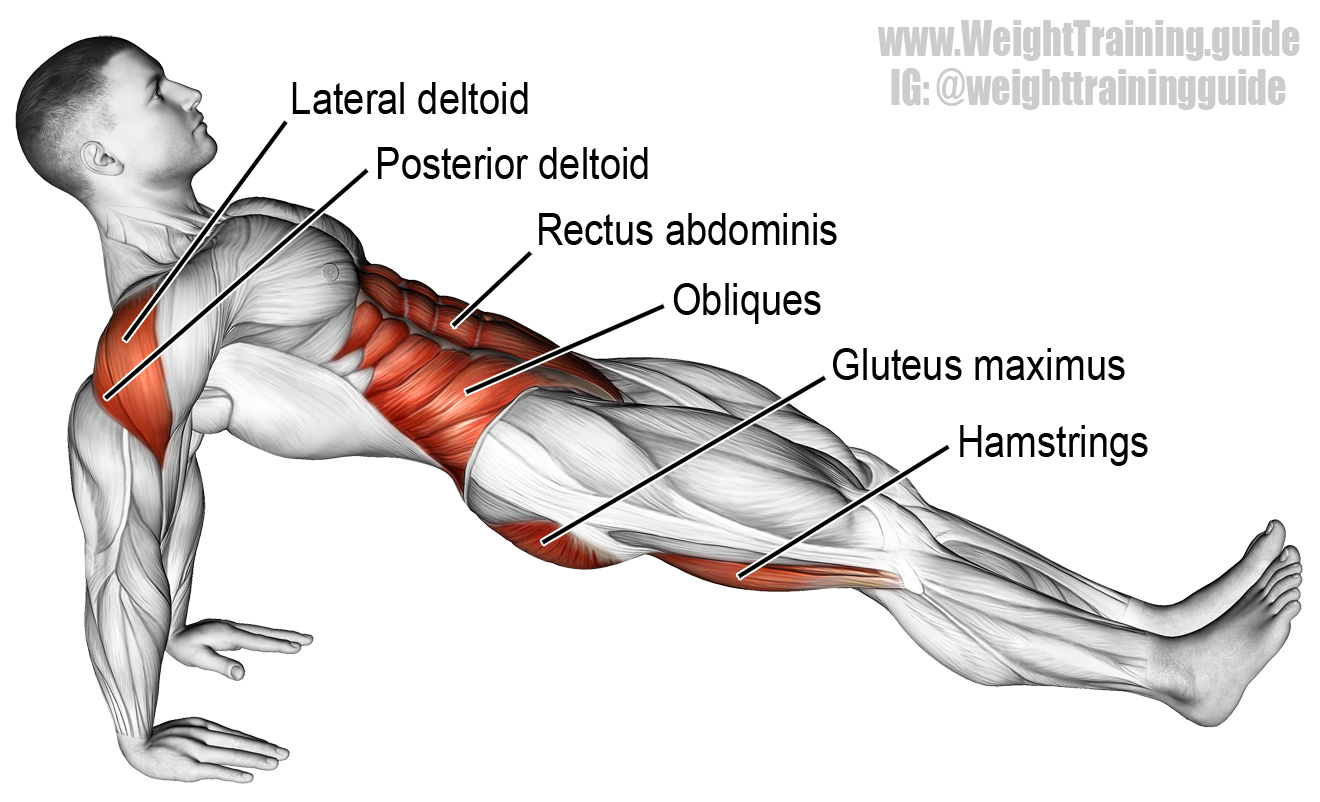 www.WeightTraining.guide
IG: @weighttrainingguide
Lateral deltoid
Posterior deltoid
Rectus abdominis
Obliques
Gluteus maximus
Hamstrings